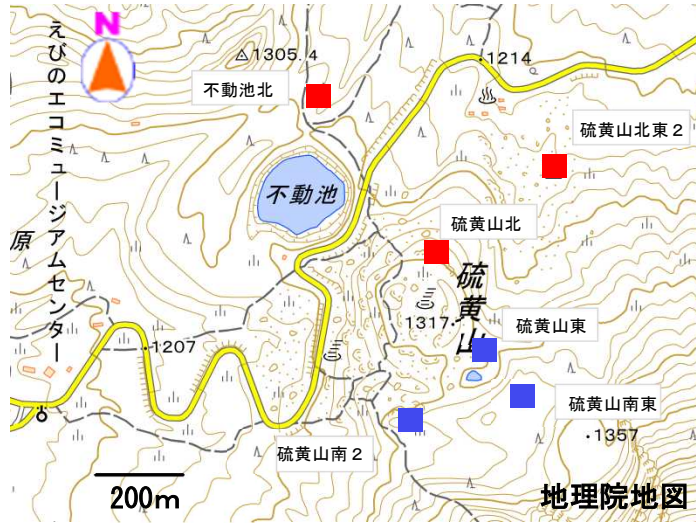 N
えびのエコミュージアムセンター
1305.4
1214
不動池北
硫黄山北東2
不動池
硫黄山北
原
硫黄山
1317
硫黄山東
1207
硫黄山南東
1357
硫黄山南2
200m
地理院地図